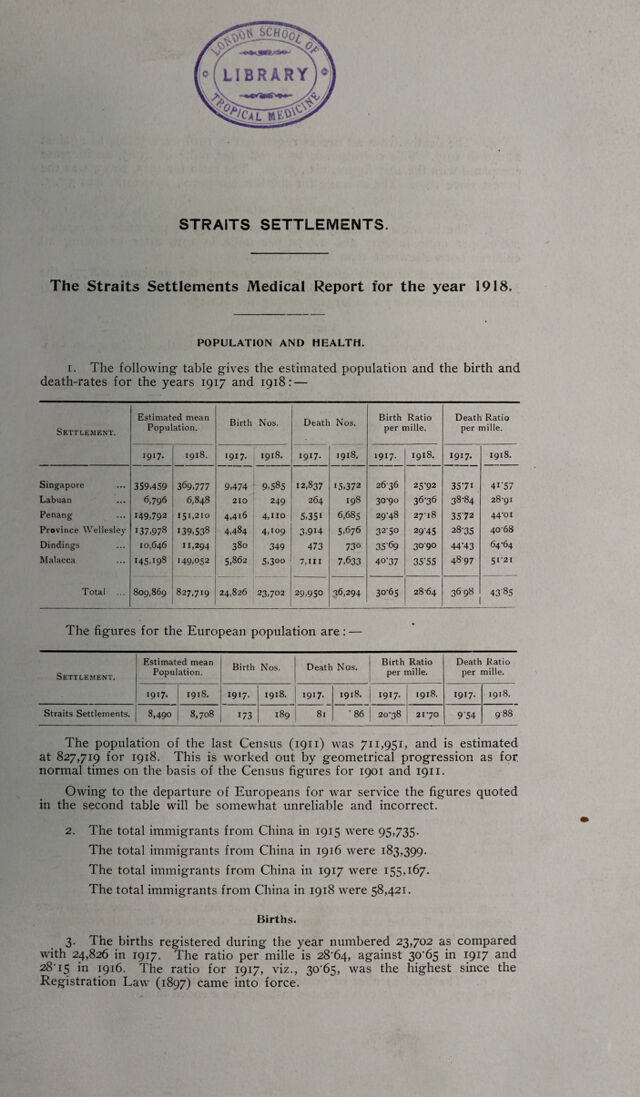 LONDON SCHOOL OF
LIBRARY
TROPICAL MEDICINE
STRAITS SETTLEMENTS.
The Straits Settlements Medical Report for the year 1918.
POPULATION AND HEALTH.
1. The following table gives the estimated population and the birth and
death-rates for the years 1917 and 1918:—
SETTLEMENT. Estimated mean Population. Birth Nos. Death Nos. Birth Ratio per mille. Death Ratio per mille.
1917. 1918. 1917. 1918. 1917. 1918. 1917. 1918. 1917. 1918.
Singapore ... 359,459 369,777 9,474 9,585 12,837 15,372 26·36 25·92 35·71 41·57
Labuan ... 6,796 6,848 210 249 264 198 30·90 36·36 38·84 28·91
Penang ... 149,792 151,210 4,416 4,110 5,351 6,685 29·48 27·18 35·72 44·01
Province Wellesley 137,978 139,538 4,484 4,109 3,914 5,676 32·50 29·45 28·35 40·68
Dindings ... 10,646 11,294 380 349 473 730 35·69 30·90 44·43 64·64
Malacca ... 145,198 149,052 5,862 5,300 7,111 7,633 40·37 35·55 48·97 51·21
Total ... 809,869 827,719 24,826 23,702 29,950 36,294 30·65 28·64 36·98 43·85
The figures for the European population are:—
SETTLEMENT. Estimated mean Population. Birth Nos. Death Nos. Birth Ratio per mille. Death Ratio per mille.
1917. 1918. 1917. 1918. 1917. 1918. 1917. 1918. 1917. 1918.
Straits Settlements. 8,490 8,708 173 189 81 86 20·38 21·70 9·54 9·88
The population of the last Census (1911) was 711,951, and is estimated
at 827,719 for 1918. This is worked out by geometrical progression as for
normal times on the basis of the Census figures for 1901 and 1911.
Owing to the departure of Europeans for war service the figures quoted
in the second table will be somewhat unreliable and incorrect.
2. The total immigrants from China in 1915 were 95,735.
The total immigrants from China in 1916 were 183,399.
The total immigrants from China in 1917 were 155,167.
The total immigrants from China in 1918 were 58,421.
Births.
3. The births registered during the year numbered 23,702 as compared
with 24,826 in 1917. The ratio per mille is 28·64, against 30·65 in 1917 and
28·15 in 1916. The ratio for 1917, viz., 30·65, was the highest since the
Registration Law (1897) came into force.